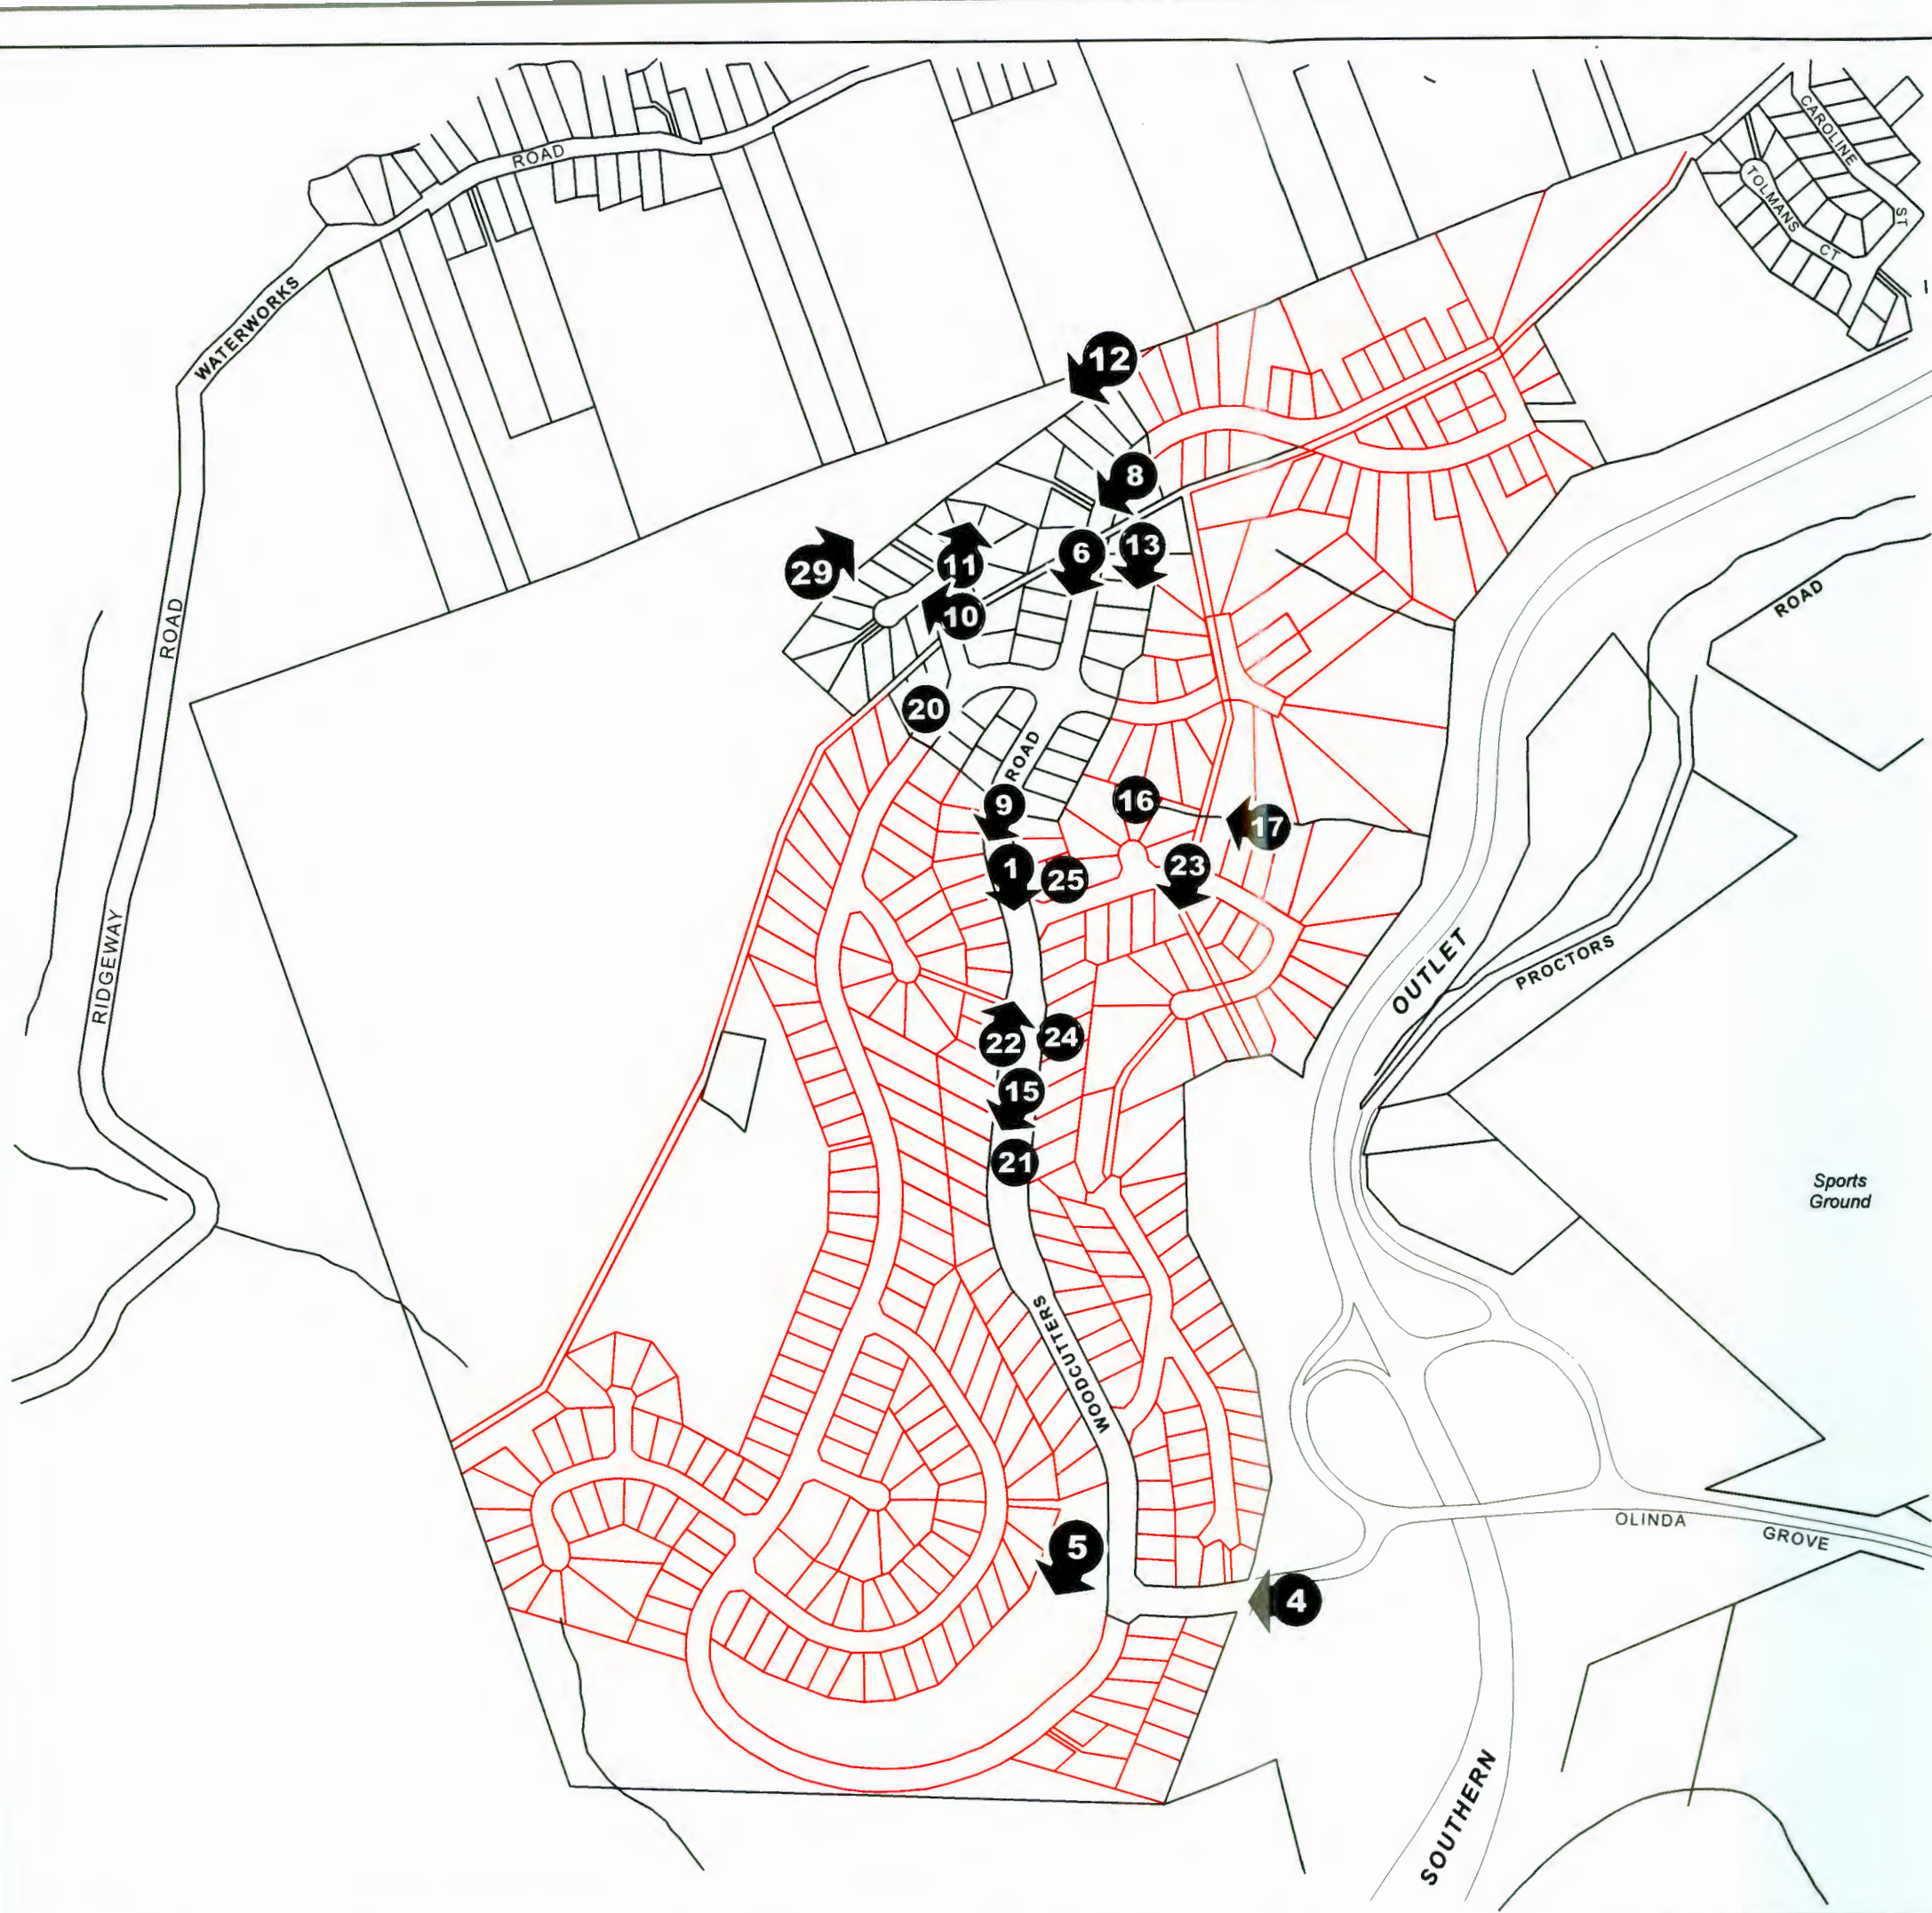 CAROLINE
ST
TOLMANS
CT
ROAD
WATERWORKS
ROAD
RIDGEWAY
12
8
6
13
29
11
10
20
ROAD
9
16
17
1
25
23
22
24
15
21
WOODCUTTERS
5
4
ROAD
PROCTORS
OUTLET
Sports
Ground
OLINDA
GROVE
SOUTHERN